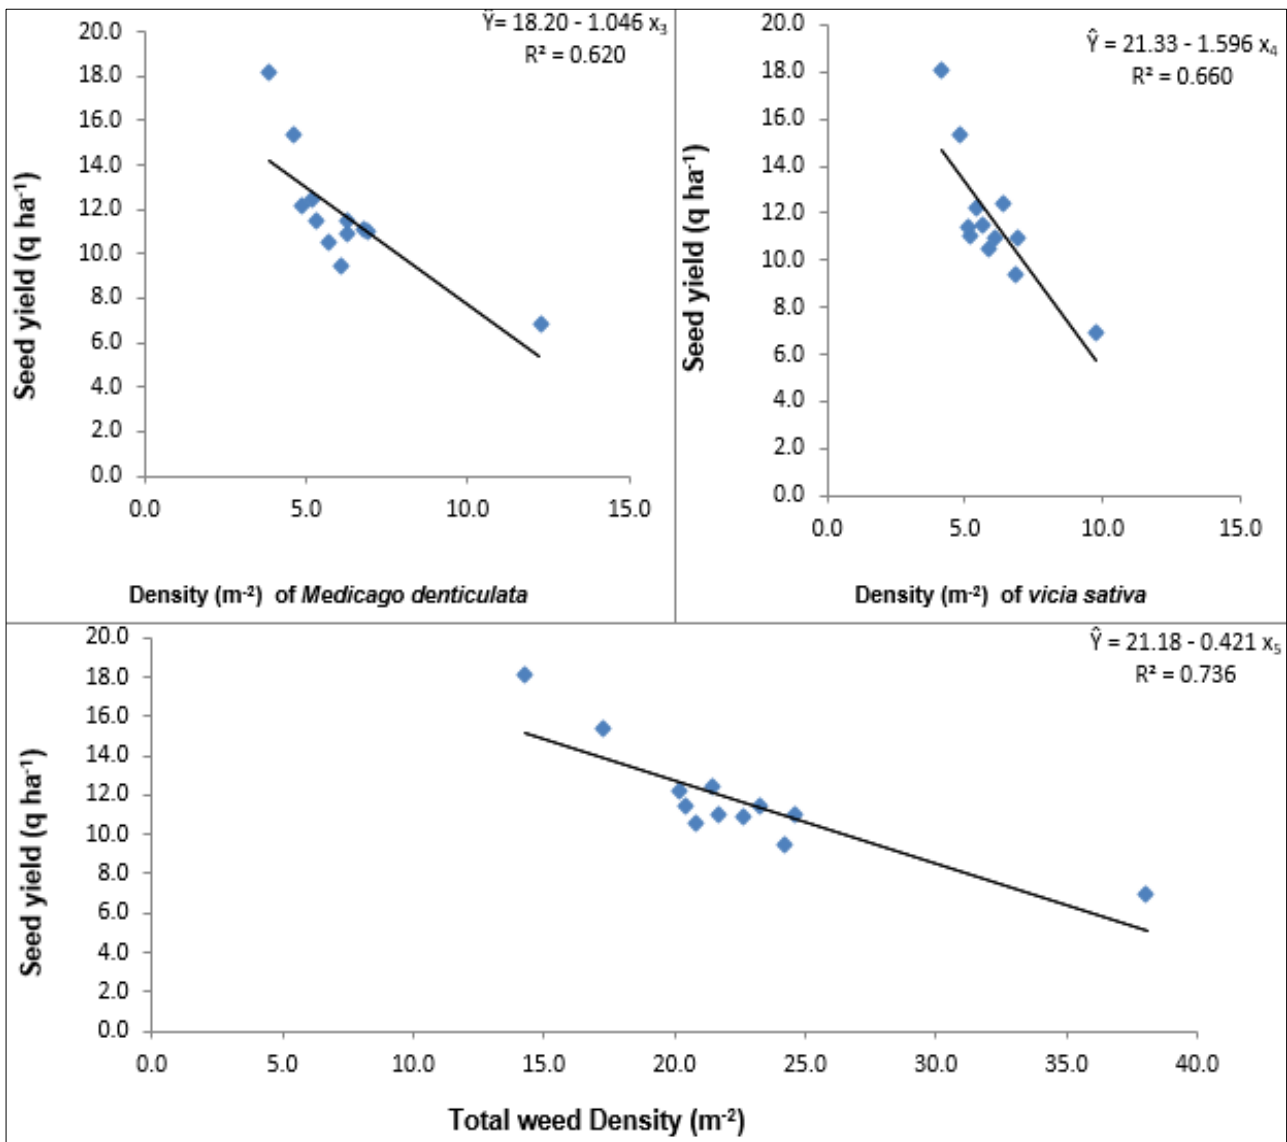 Ŷ= 18.20 - 1.046 x₃
R² = 0.620
20.0
18.0
16.0
14.0
12.0
10.0
8.0
6.0
4.0
2.0
0.0
Seed yield (q ha⁻¹)
0.0 5.0 10.0 15.0
Density (m⁻²) of Medicago denticulata
Ŷ = 21.33 - 1.596 x₄
R² = 0.660
20.0
18.0
16.0
14.0
12.0
10.0
8.0
6.0
4.0
2.0
0.0
Seed yield (q ha⁻¹)
0.0 5.0 10.0 15.0
Density (m⁻²) of vicia sativa
Ŷ = 21.18 - 0.421 x₅
R² = 0.736
20.0
18.0
16.0
14.0
12.0
10.0
8.0
6.0
4.0
2.0
0.0
Seed yield (q ha⁻¹)
0.0 5.0 10.0 15.0 20.0 25.0 30.0 35.0 40.0
Total weed Density (m⁻²)